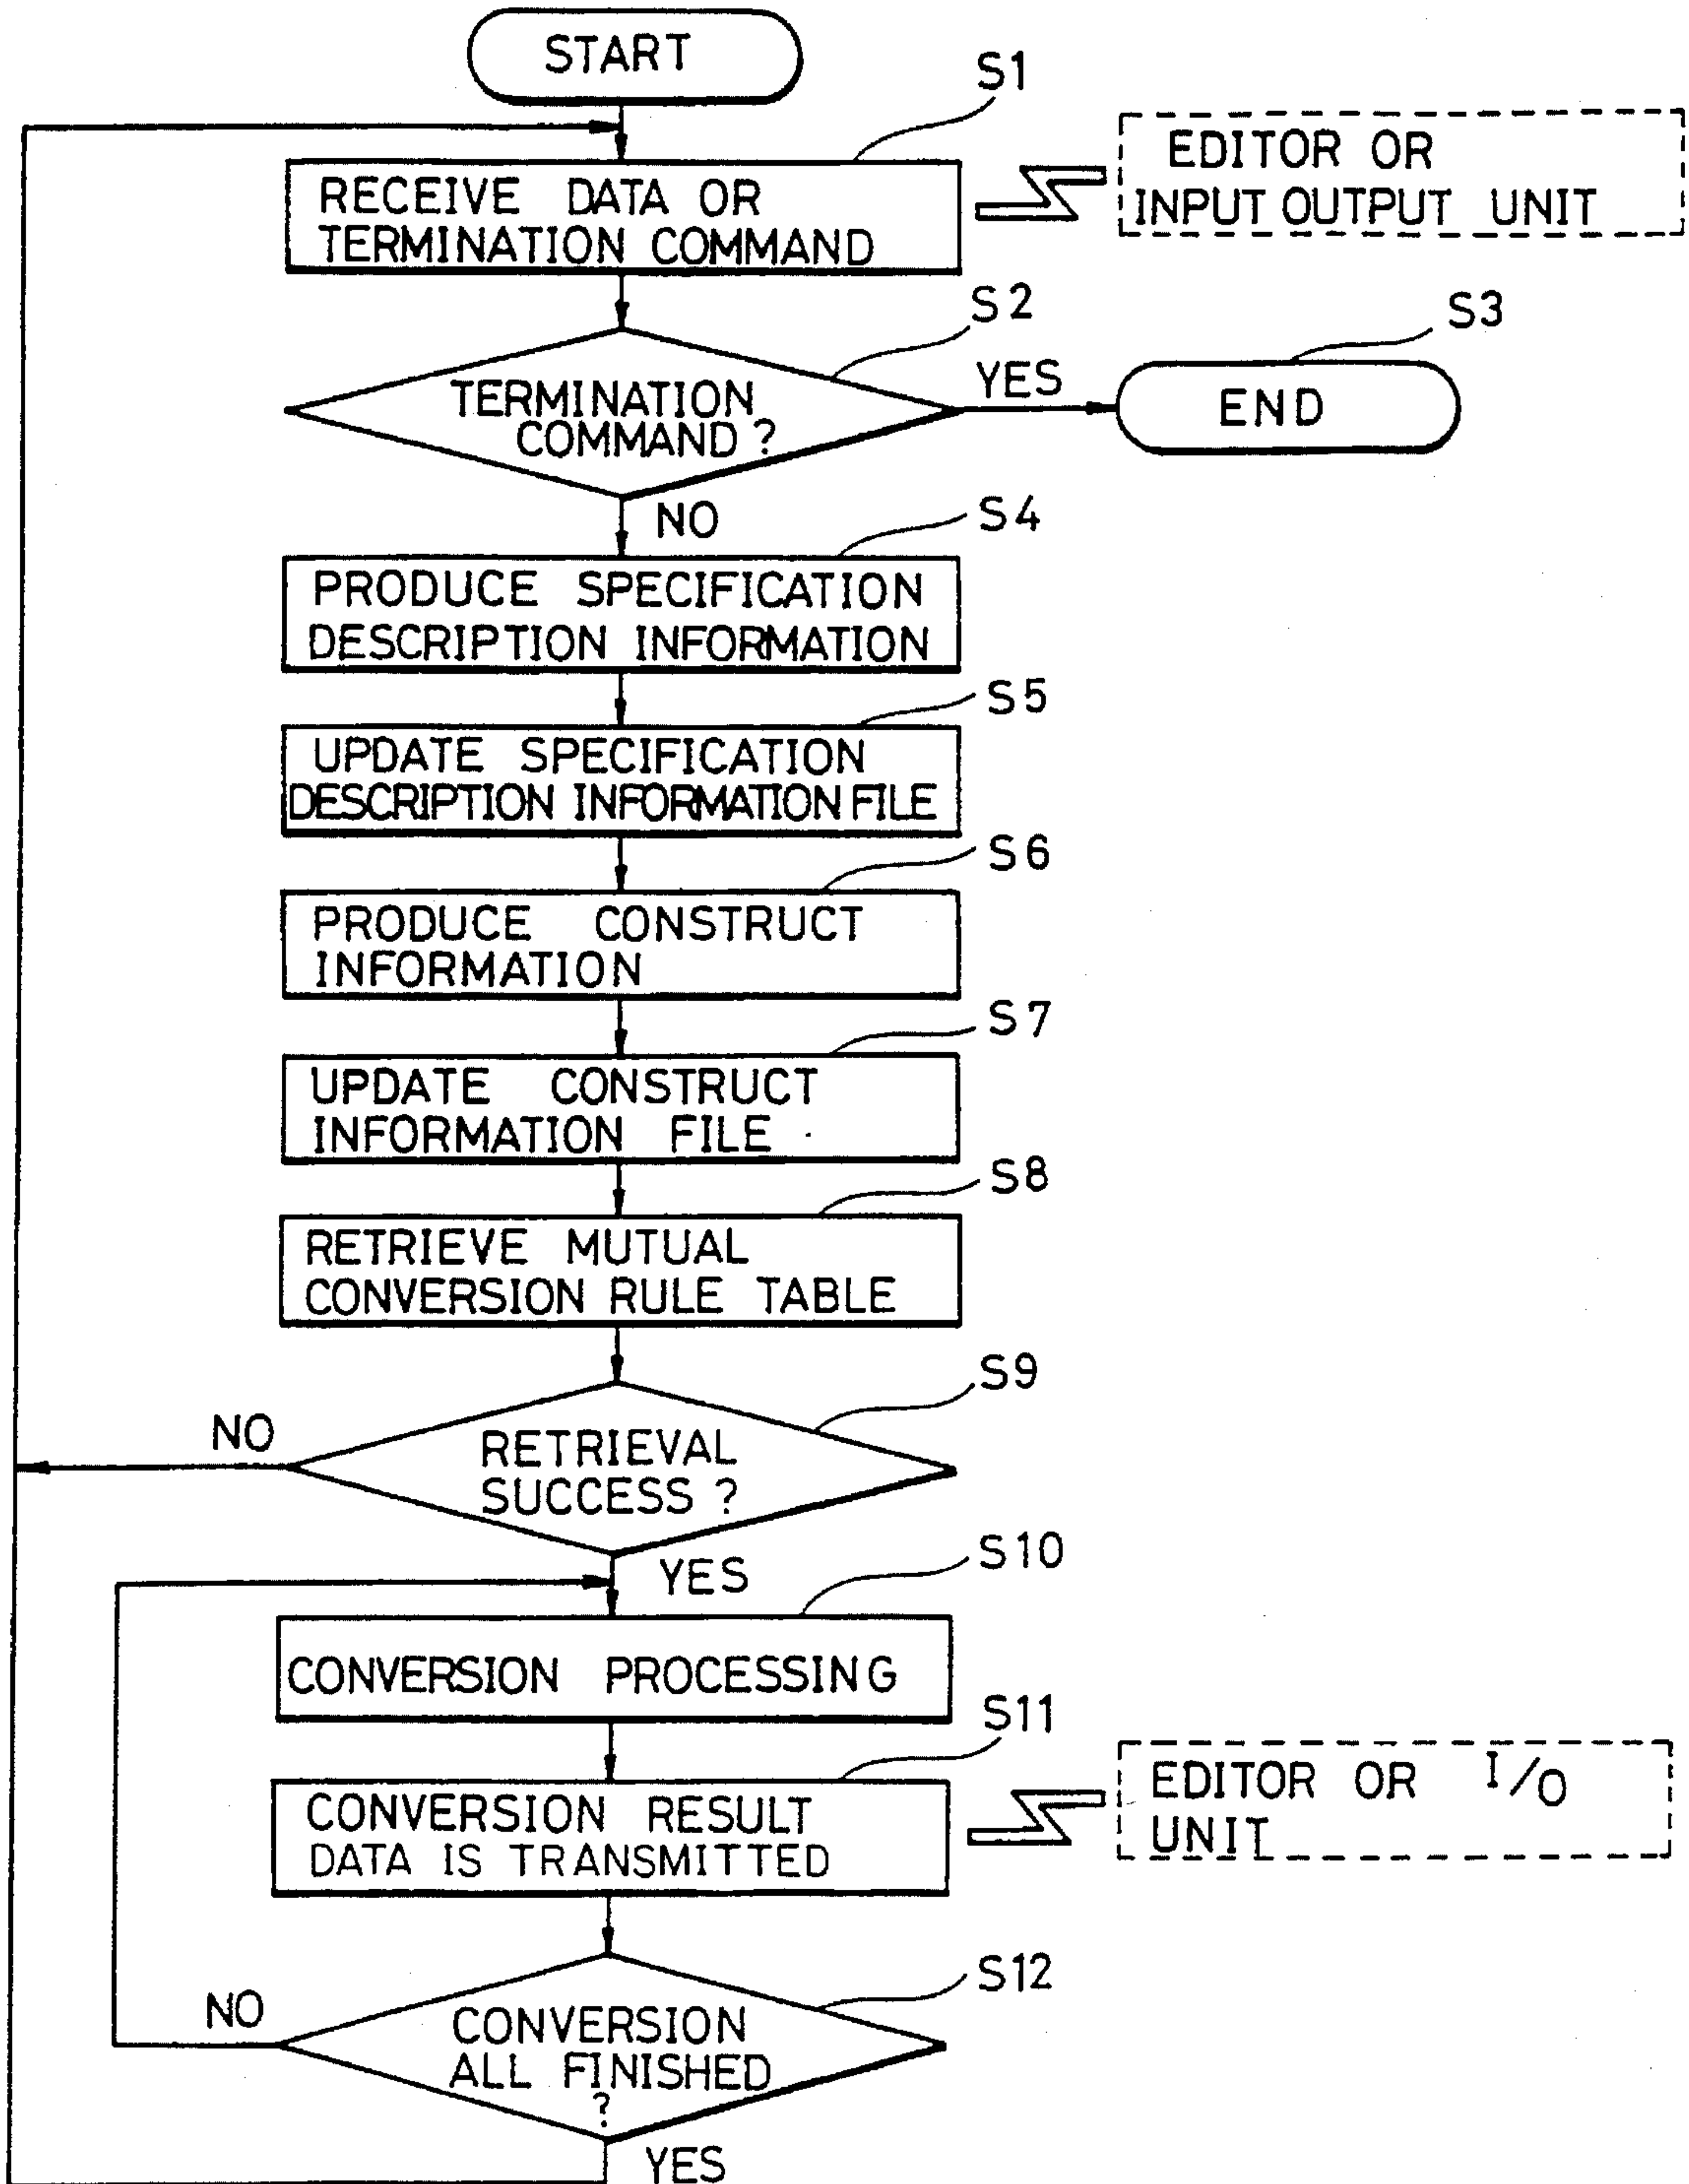 START
S1
RECEIVE DATA OR
TERMINATION COMMAND
EDITOR OR
INPUT OUTPUT UNIT
S2
TERMINATION
COMMAND ?
YES
S3
END
NO
S4
PRODUCE SPECIFICATION
DESCRIPTION INFORMATION
S5
UPDATE SPECIFICATION
DESCRIPTION INFORMATION FILE
S6
PRODUCE CONSTRUCT
INFORMATION
S7
UPDATE CONSTRUCT
INFORMATION FILE
S8
RETRIEVE MUTUAL
CONVERSION RULE TABLE
S9
NO
RETRIEVAL
SUCCESS ?
YES
S10
CONVERSION PROCESSING
S11
CONVERSION RESULT
DATA IS TRANSMITTED
EDITOR OR I/O
UNIT
S12
NO
CONVERSION
ALL FINISHED
?
YES